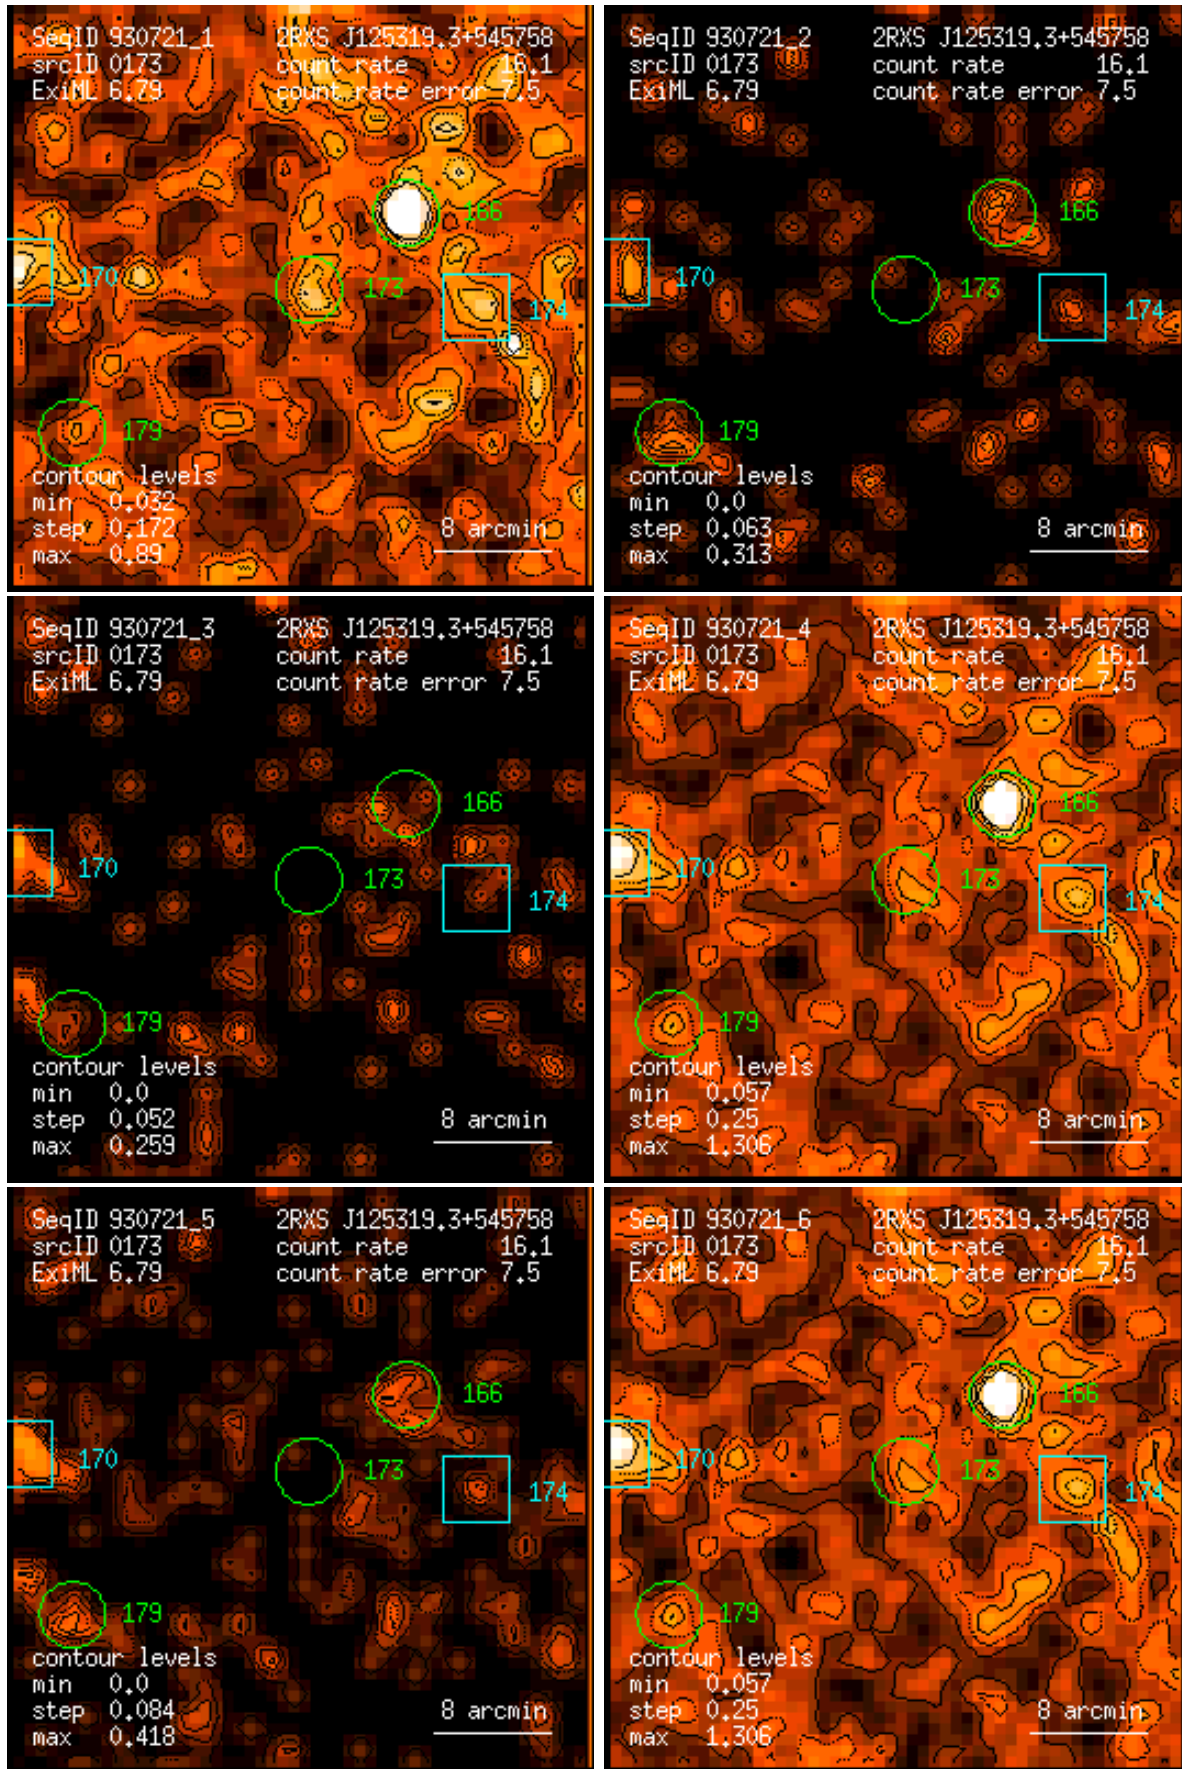 SeqID 930721_1 2RXS J125319.3+545758
srcID 0173 count rate 16.1
ExiML 6.79 count rate error 7.5
166
170
173
174
179
contour levels
min 0.032
step 0.172
max 0.89
8 arcmin
SeqID 930721_2 2RXS J125319.3+545758
srcID 0173 count rate 16.1
ExiML 6.79 count rate error 7.5
166
170
173
174
179
contour levels
min 0.0
step 0.063
max 0.313
8 arcmin
SeqID 930721_3 2RXS J125319.3+545758
srcID 0173 count rate 16.1
ExiML 6.79 count rate error 7.5
166
170
173
174
179
contour levels
min 0.0
step 0.052
max 0.259
8 arcmin
SeqID 930721_4 2RXS J125319.3+545758
srcID 0173 count rate 16.1
ExiML 6.79 count rate error 7.5
166
170
173
174
179
contour levels
min 0.057
step 0.25
max 1.306
8 arcmin
SeqID 930721_5 2RXS J125319.3+545758
srcID 0173 count rate 16.1
ExiML 6.79 count rate error 7.5
166
170
173
174
179
contour levels
min 0.0
step 0.084
max 0.418
8 arcmin
SeqID 930721_6 2RXS J125319.3+545758
srcID 0173 count rate 16.1
ExiML 6.79 count rate error 7.5
166
170
173
174
179
contour levels
min 0.057
step 0.25
max 1.306
8 arcmin